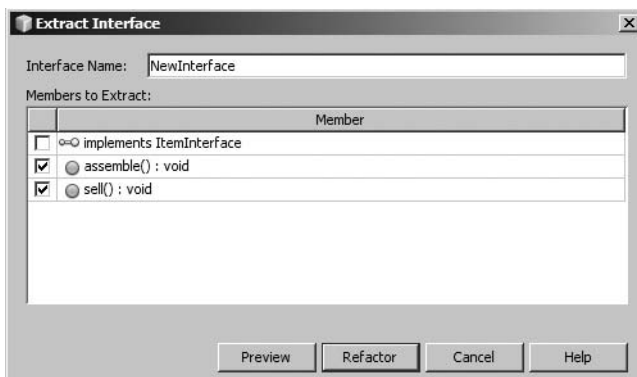 Extract Interface
Interface Name: NewInterface
Members to Extract:
Member
implements ItemInterface
assemble() : void
sell() : void
Preview Refactor Cancel Help